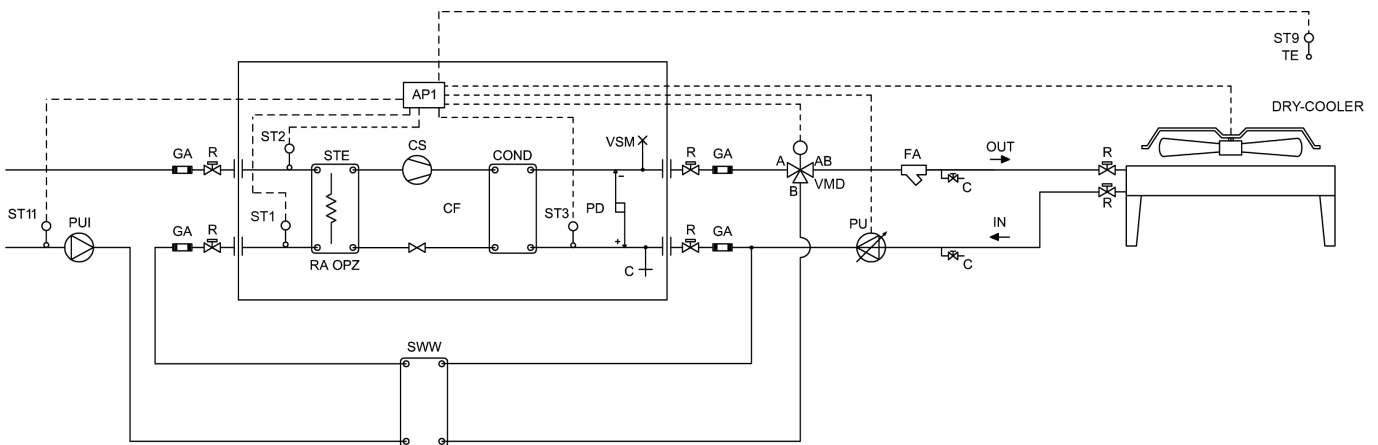 ST9
TE
AP1
DRY-COOLER
ST2
CS
VSM
GA R
STE
COND
R GA
A AB
B VMD
FA
OUT
C
R
R
ST11
PUI
ST1
CF
ST3
PD
-
+
PU
IN
GA R
RA OPZ
C
R GA
C
SWW